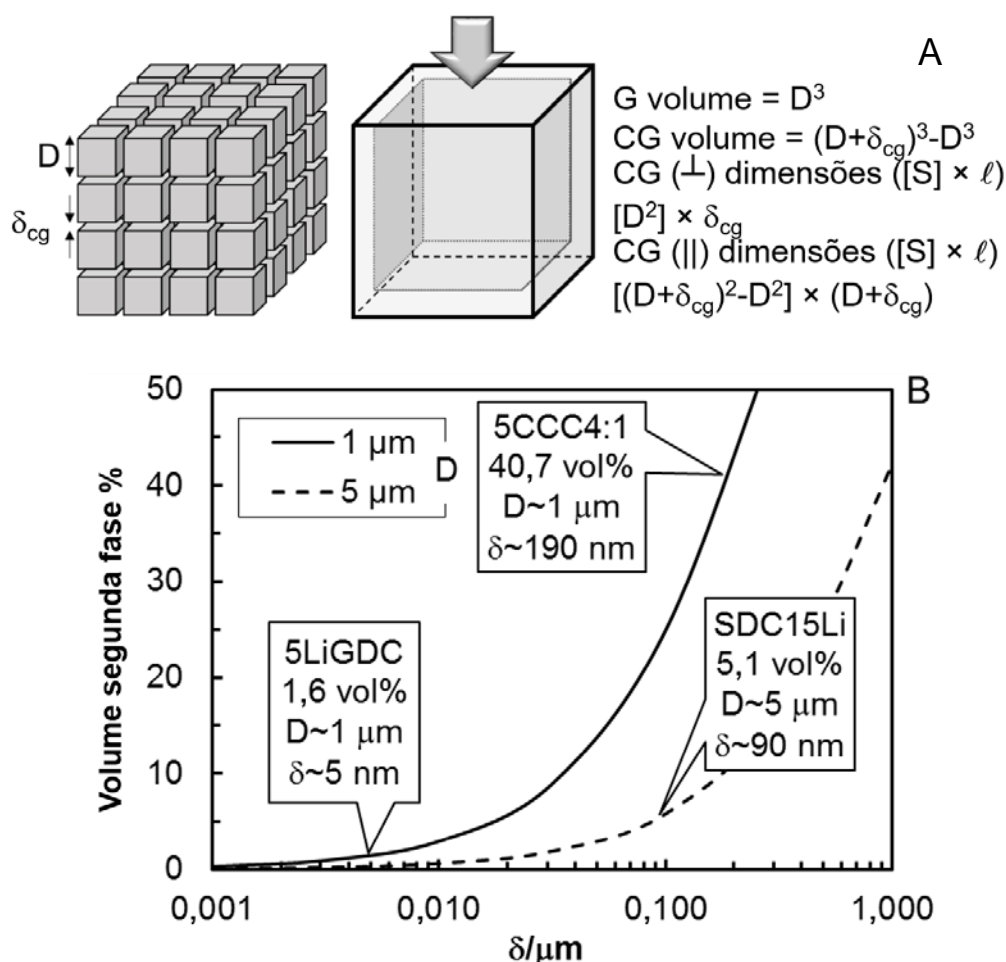 A
D
δcg
G volume = D³
CG volume = (D+δcg)³-D³
CG (⊥) dimensões ([S] × ℓ)
[D²] × δcg
CG (||) dimensões ([S] × ℓ)
[(D+δcg)²-D²] × (D+δcg)
B
Volume segunda fase %
50
40
30
20
10
0
1 µm
5 µm
D
5CCC4:1
40,7 vol%
D~1 µm
δ~190 nm
5LiGDC
1,6 vol%
D~1 µm
δ~5 nm
SDC15Li
5,1 vol%
D~5 µm
δ~90 nm
0,001 0,010 0,100 1,000
δ/µm